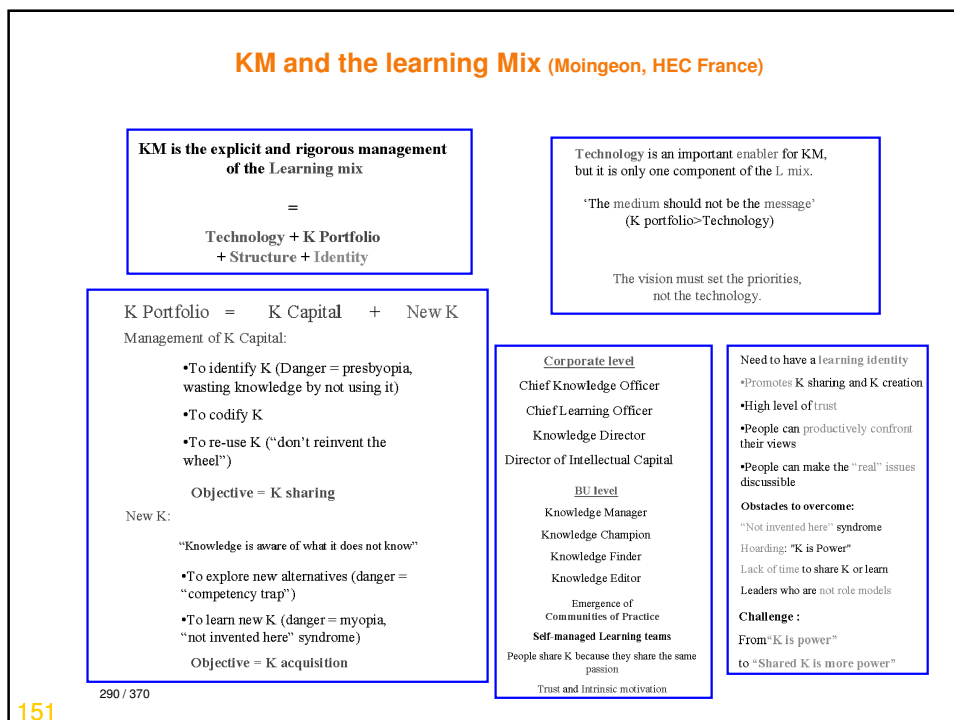 KM and the learning Mix (Moingeon, HEC France)
KM is the explicit and rigorous management
of the Learning mix
=
Technology + K Portfolio
+ Structure + Identity
Technology is an important enabler for KM,
but it is only one component of the L mix.
‘The medium should not be the message’
(K portfolio>Technology)
The vision must set the priorities,
not the technology.
K Portfolio = K Capital + New K
Management of K Capital:
•To identify K (Danger = presbyopia,
wasting knowledge by not using it)
•To codify K
•To re-use K (“don’t reinvent the
wheel”)
Objective = K sharing
New K:
“Knowledge is aware of what it does not know”
•To explore new alternatives (danger =
“competency trap”)
•To learn new K (danger = myopia,
“not invented here” syndrome)
Objective = K acquisition
Corporate level
Chief Knowledge Officer
Chief Learning Officer
Knowledge Director
Director of Intellectual Capital
BU level
Knowledge Manager
Knowledge Champion
Knowledge Finder
Knowledge Editor
Emergence of
Communities of Practice
Self-managed Learning teams
People share K because they share the same
passion
Trust and Intrinsic motivation
Need to have a learning identity
•Promotes K sharing and K creation
•High level of trust
•People can productively confront
their views
•People can make the “real” issues
discussible
Obstacles to overcome:
“Not invented here” syndrome
Hoarding: "K is Power"
Lack of time to share K or learn
Leaders who are not role models
Challenge :
From“K is power”
to “Shared K is more power”
290 / 370
151